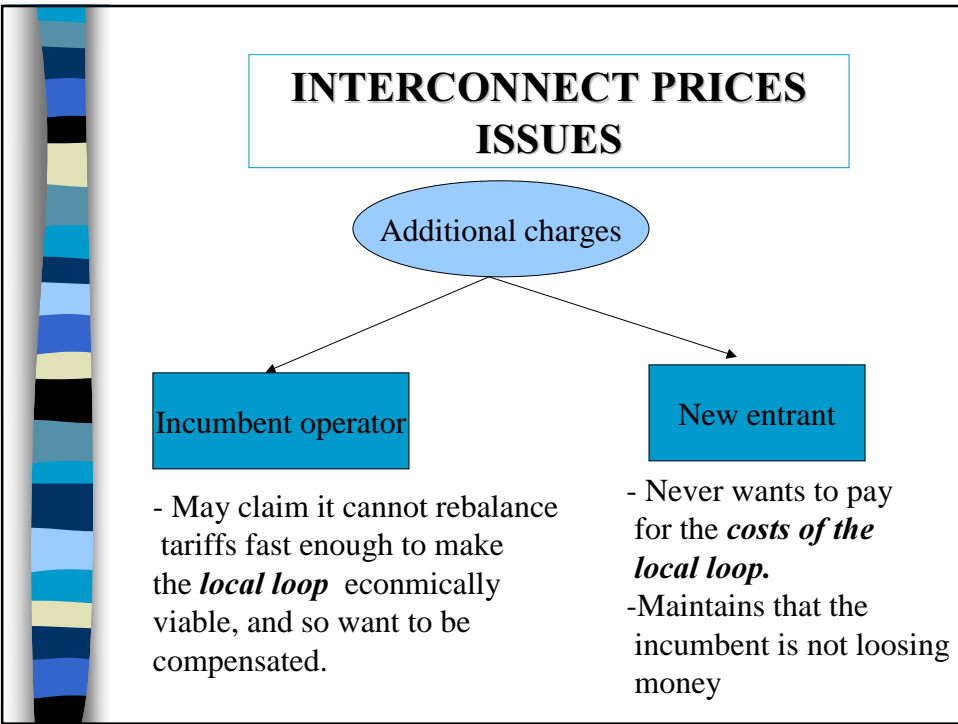 INTERCONNECT PRICES
ISSUES
Additional charges
Incumbent operator
- May claim it cannot rebalance
tariffs fast enough to make
the local loop econmically
viable, and so want to be
compensated.
New entrant
- Never wants to pay
for the costs of the
local loop.
-Maintains that the
incumbent is not loosing
money